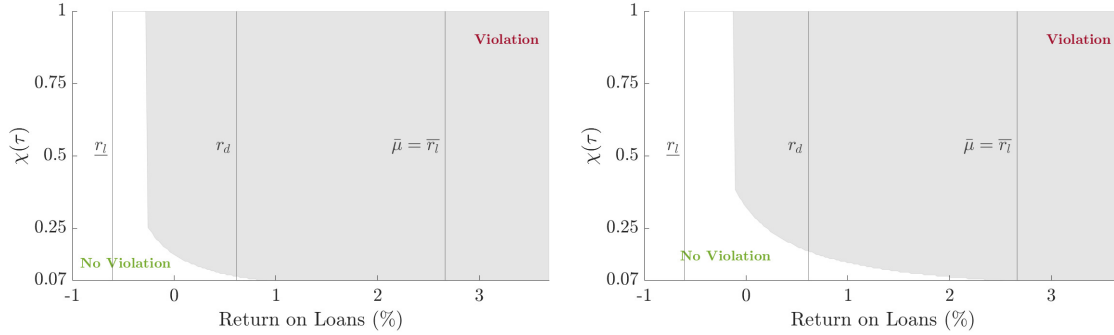 1
Violation
0.75
χ(τ)
0.5
r_l
r_d
μ̄ = r̄_l
0.25
No Violation
0.07
-1
0
1
2
3
Return on Loans (%)
1
Violation
0.75
χ(τ)
0.5
r_l
r_d
μ̄ = r̄_l
0.25
No Violation
0.07
-1
0
1
2
3
Return on Loans (%)